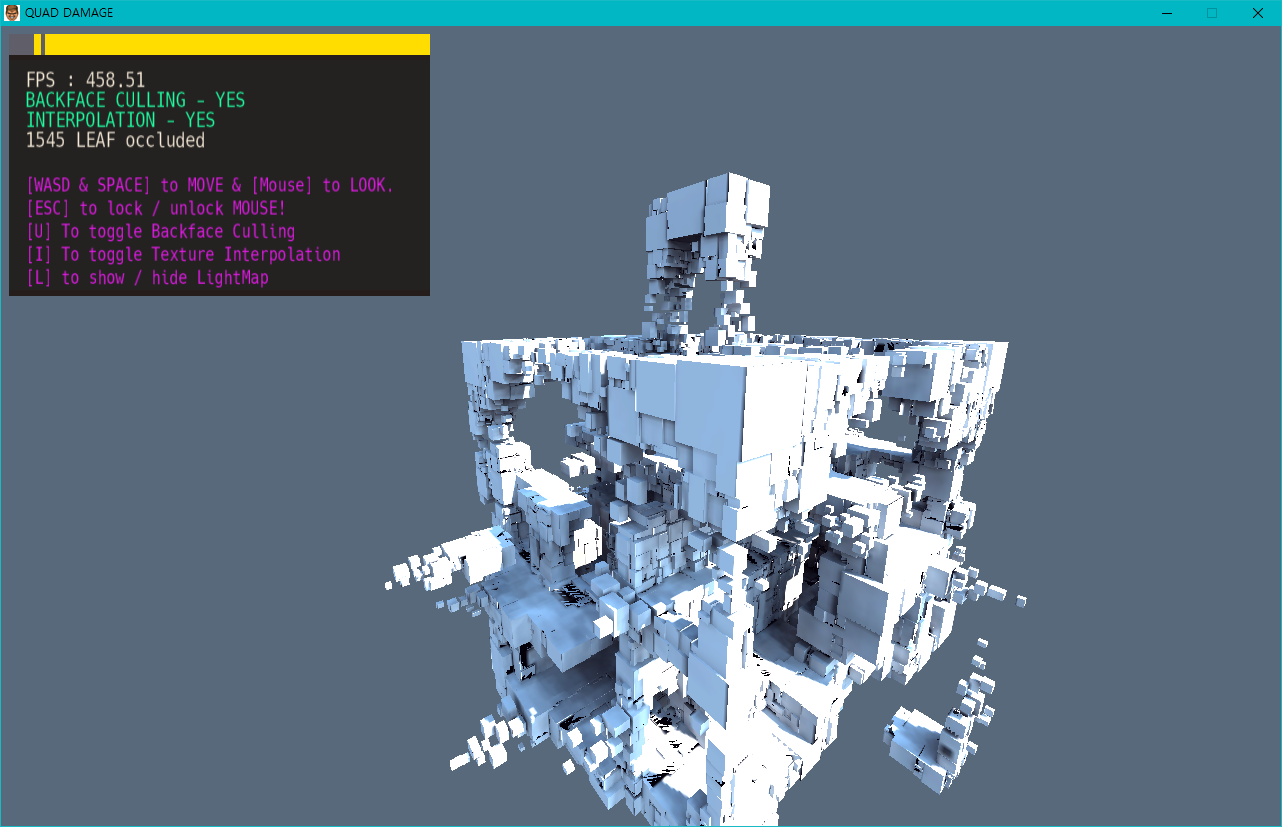 QUAD DAMAGE
FPS : 458.51
BACKFACE CULLING - YES
INTERPOLATION - YES
1545 LEAF occluded
[WASD & SPACE] to MOVE & [Mouse] to LOOK.
[ESC] to lock / unlock MOUSE!
[U] To toggle Backface Culling
[I] To toggle Texture Interpolation
[L] to show / hide LightMap